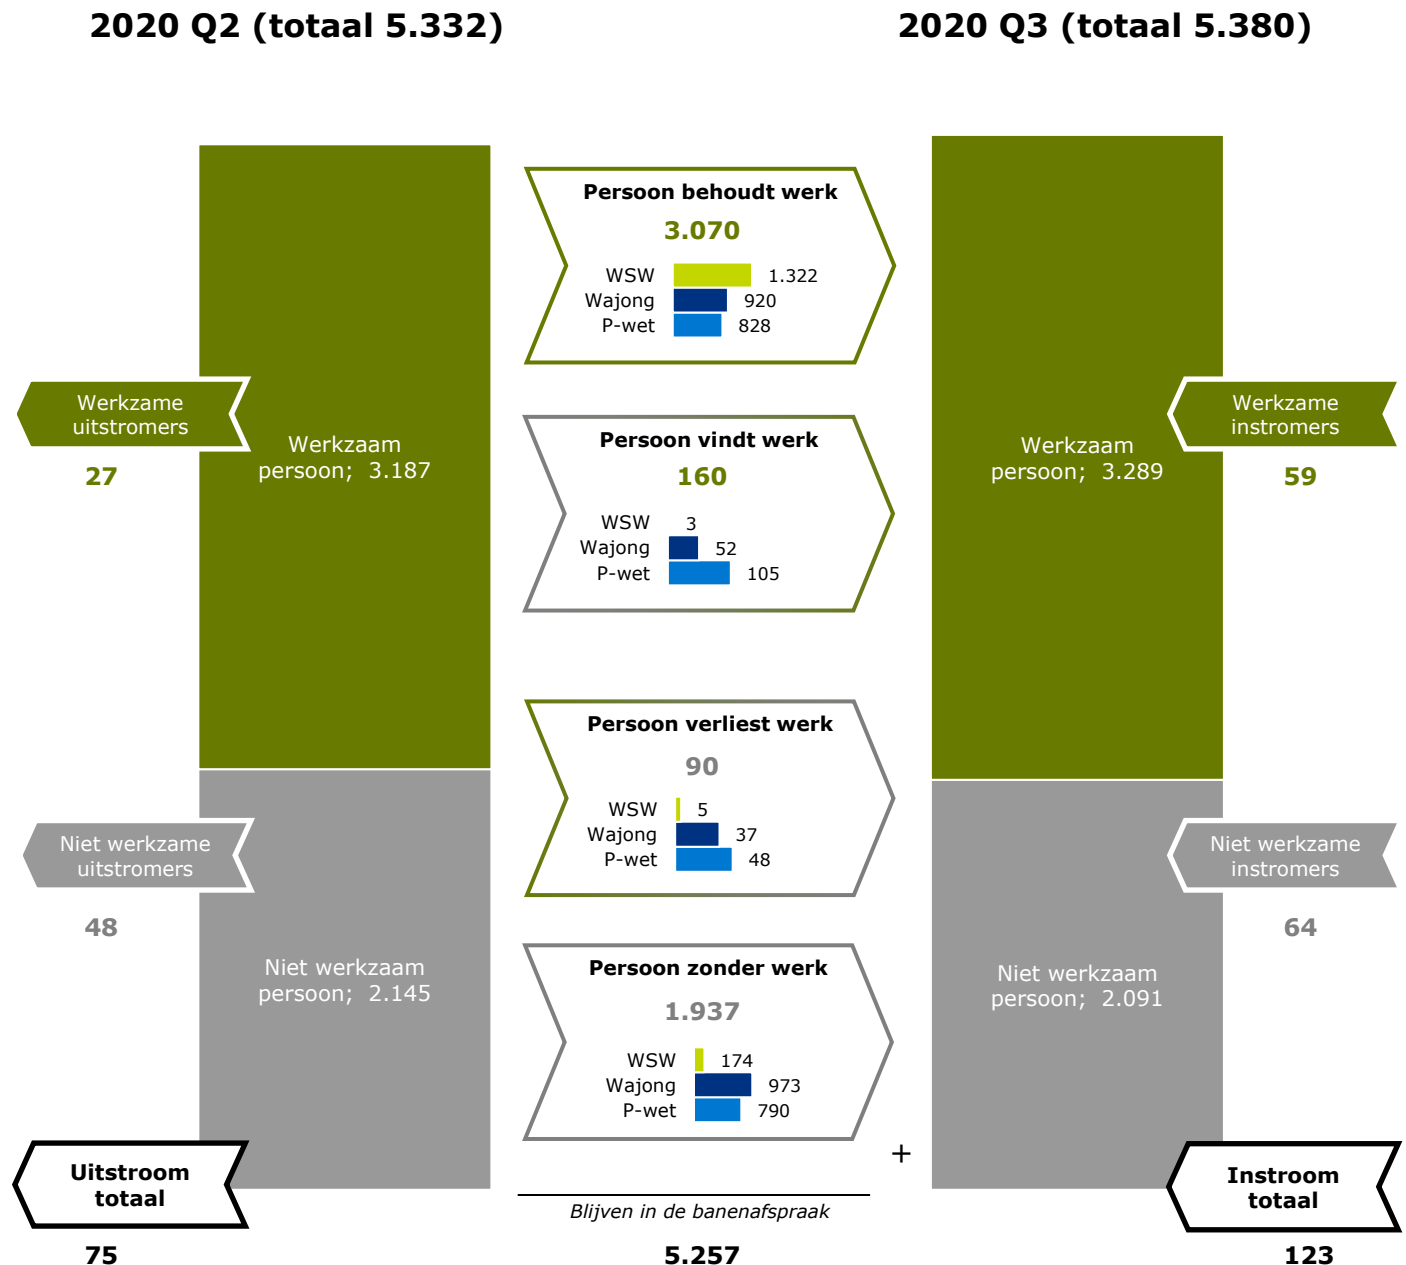 2020 Q2 (totaal 5.332)
2020 Q3 (totaal 5.380)
Werkzame
uitstromers
27
Werkzaam
persoon; 3.187
Niet werkzame
uitstromers
48
Niet werkzaam
persoon; 2.145
Uitstroom
totaal
75
Persoon behoudt werk
3.070
WSW 1.322
Wajong 920
P-wet 828
Persoon vindt werk
160
WSW 3
Wajong 52
P-wet 105
Persoon verliest werk
90
WSW 5
Wajong 37
P-wet 48
Persoon zonder werk
1.937
WSW 174
Wajong 973
P-wet 790
+
Blijven in de banenafspraak
5.257
Werkzaam
persoon; 3.289
Werkzame
instromers
59
Niet werkzaam
persoon; 2.091
Niet werkzame
instromers
64
Instroom
totaal
123